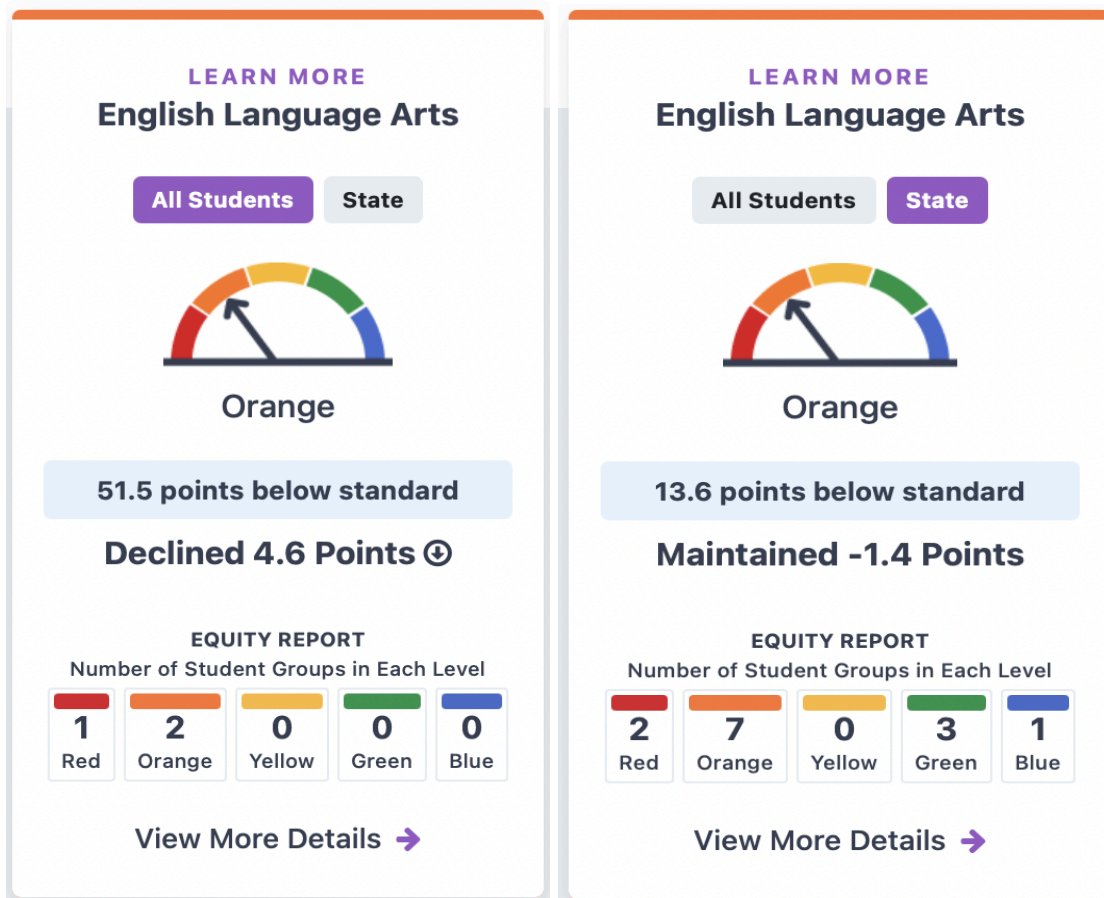 LEARN MORE
English Language Arts
All Students State
Orange
51.5 points below standard
Declined 4.6 Points
EQUITY REPORT
Number of Student Groups in Each Level
1 2 0 0 0
Red Orange Yellow Green Blue
View More Details
LEARN MORE
English Language Arts
All Students State
Orange
13.6 points below standard
Maintained -1.4 Points
EQUITY REPORT
Number of Student Groups in Each Level
2 7 0 3 1
Red Orange Yellow Green Blue
View More Details